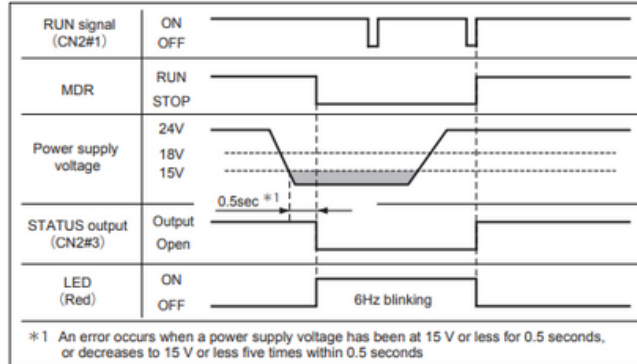 RUN signal
(CN2#1)
ON
OFF
MDR
RUN
STOP
Power supply
voltage
24V
18V
15V
0.5sec *1
STATUS output
(CN2#3)
Output
Open
LED
(Red)
ON
OFF
6Hz blinking
*1 An error occurs when a power supply voltage has been at 15 V or less for 0.5 seconds,
or decreases to 15 V or less five times within 0.5 seconds